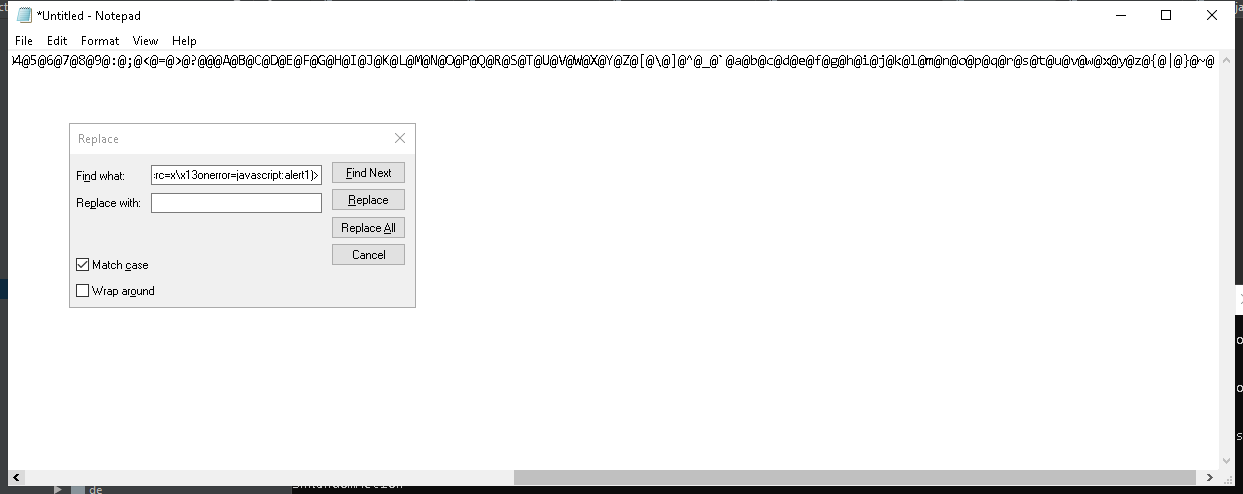 *Untitled - Notepad
File Edit Format View Help
4@5@6@7@8@9@:@;@<@=@>@?@@@A@B@C@D@E@F@G@H@I@J@K@L@M@N@O@P@Q@R@S@T@U@V@W@X@Y@Z@[@\@]@^@_@`@a@b@c@d@e@f@g@h@i@j@k@l@m@n@o@p@q@r@s@t@u@v@w@x@y@z@{@|@}@~@
Replace
Find what: rc=x\x13onerror=javascript:alert1)> Find Next
Replace with: Replace
Replace All
Cancel
Match case
Wrap around
de